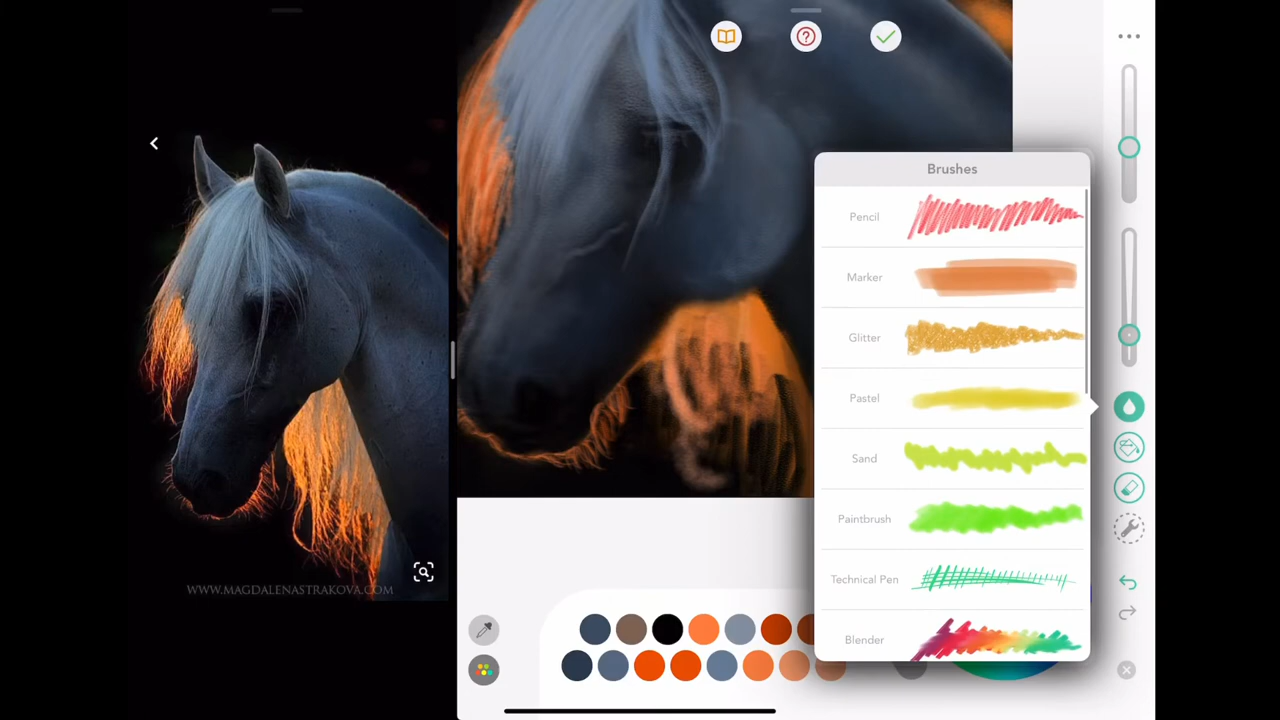 WWW.MAGDALENASTRAKOVA.COM
Brushes
Pencil
Marker
Glitter
Pastel
Sand
Paintbrush
Technical Pen
Blender